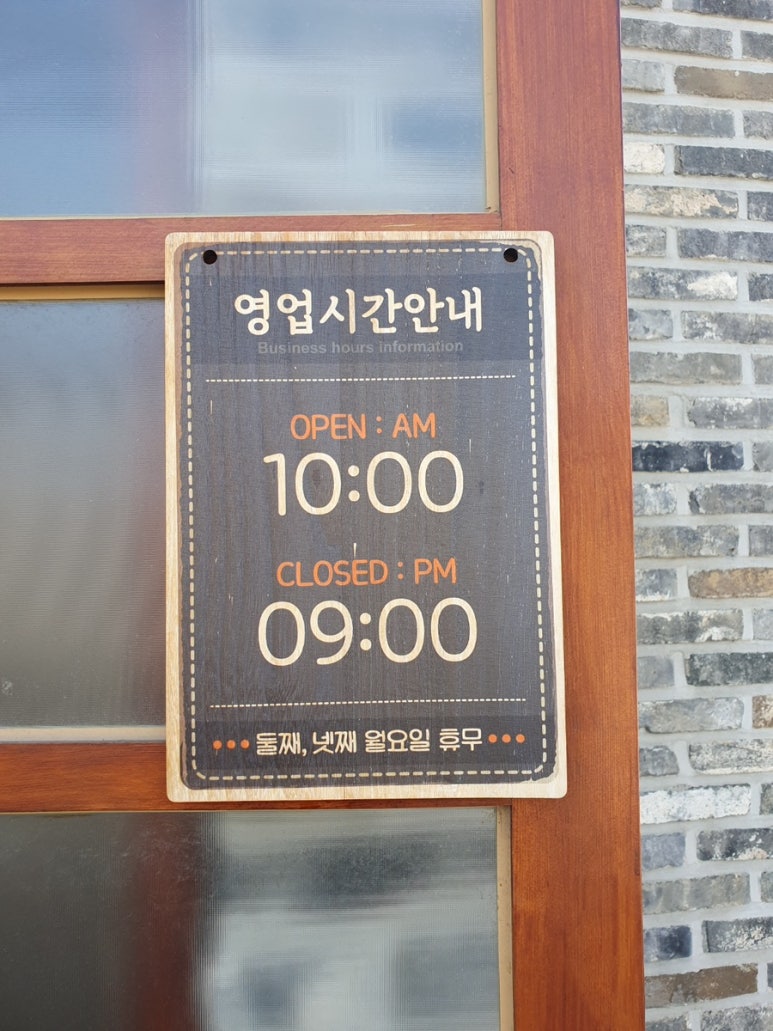 영업시간안내
Business hours information
OPEN : AM
10:00
CLOSED : PM
09:00
둘째, 넷째 월요일 휴무